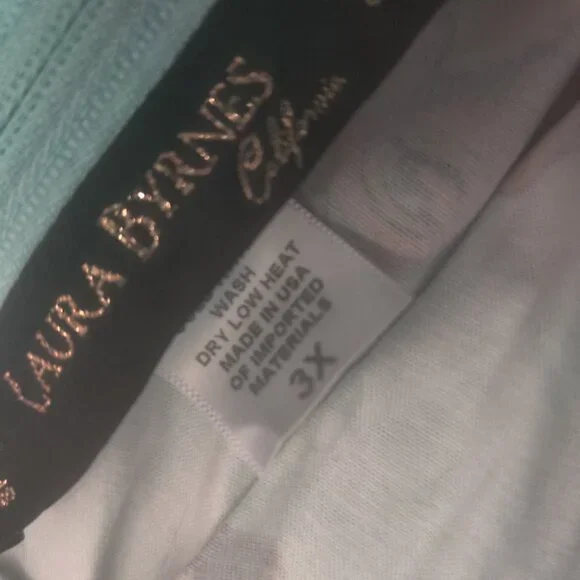 LAURA BYRNES
California
WASH
DRY LOW HEAT
MADE IN USA
OF IMPORTED
MATERIALS
3X